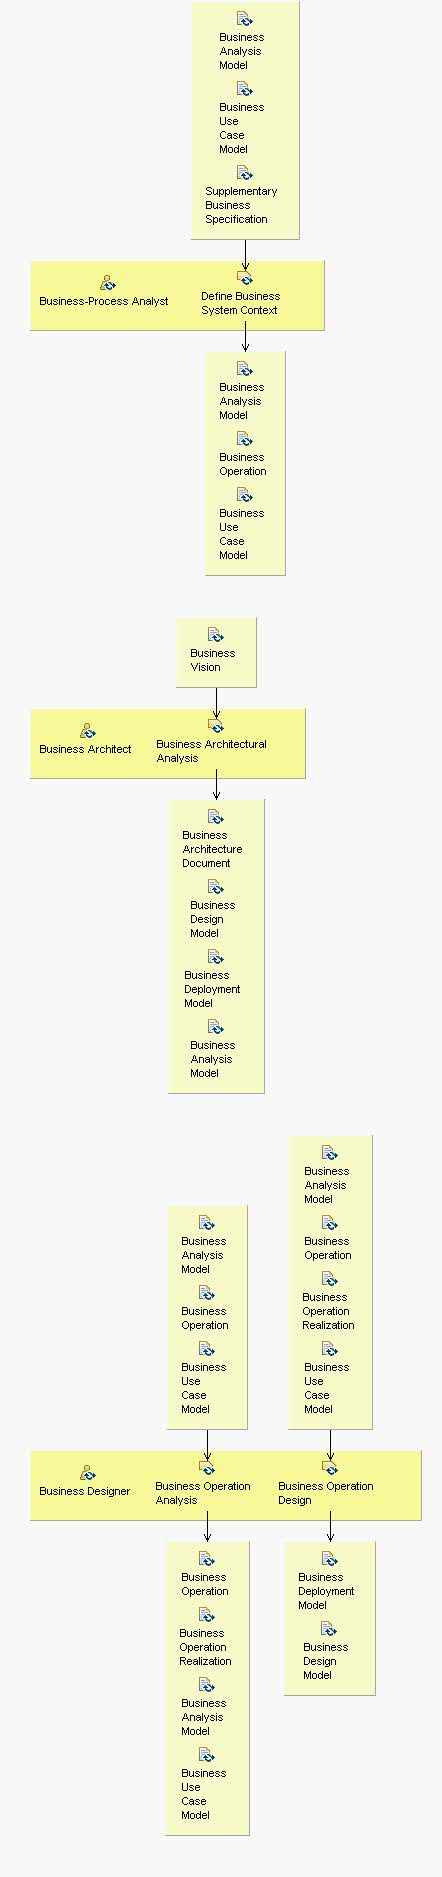 Business
Analysis
Model
Business
Use
Case
Model
Supplementary
Business
Specification
Business-Process Analyst
Define Business
System Context
Business
Analysis
Model
Business
Operation
Business
Use
Case
Model
Business
Vision
Business Architect
Business Architectural
Analysis
Business
Architecture
Document
Business
Design
Model
Business
Deployment
Model
Business
Analysis
Model
Business
Analysis
Model
Business
Operation
Business
Use
Case
Model
Business
Analysis
Model
Business
Operation
Business
Operation
Realization
Business
Use
Case
Model
Business Designer
Business Operation
Analysis
Business Operation
Design
Business
Operation
Business
Operation
Realization
Business
Analysis
Model
Business
Use
Case
Model
Business
Deployment
Model
Business
Design
Model